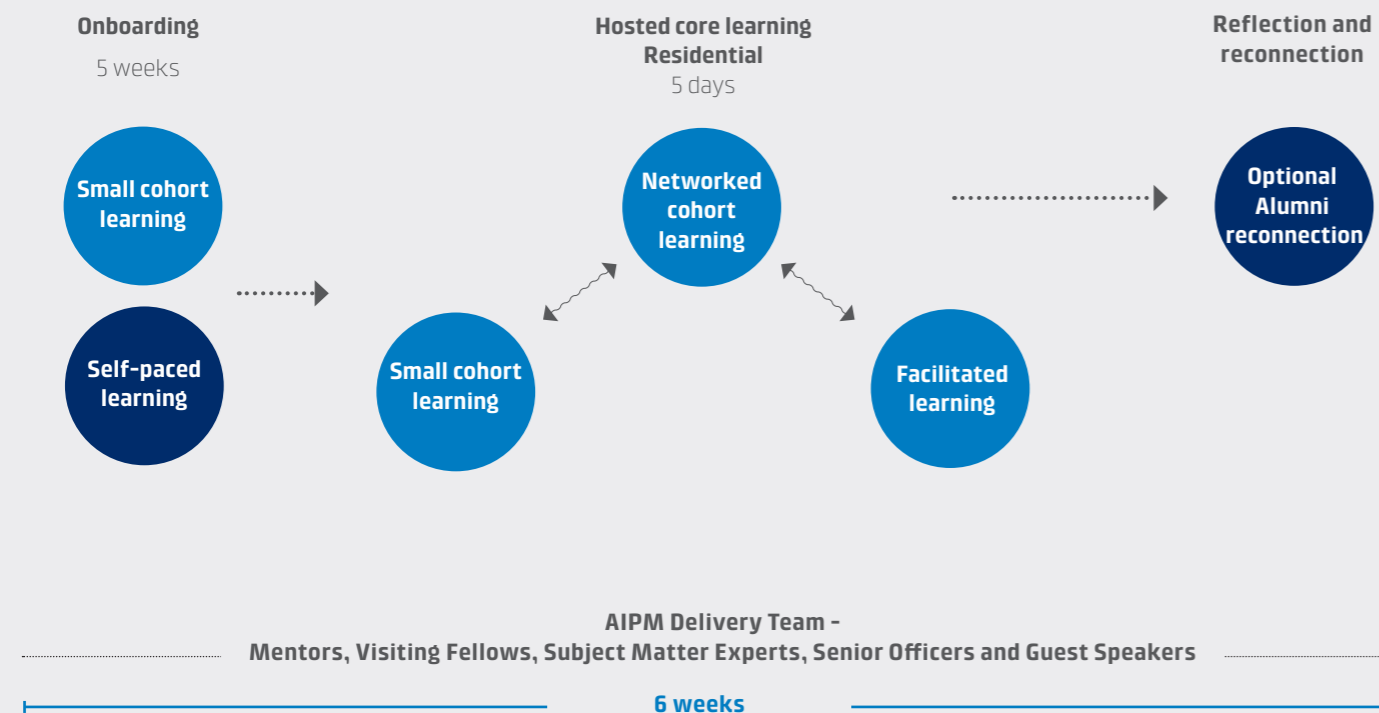 Onboarding
5 weeks
Hosted core learning
Residential
5 days
Reflection and
reconnection
Small cohort
learning
Self-paced
learning
Small cohort
learning
Networked
cohort
learning
Facilitated
learning
Optional
Alumni
reconnection
AIPM Delivery Team -
Mentors, Visiting Fellows, Subject Matter Experts, Senior Officers and Guest Speakers
6 weeks